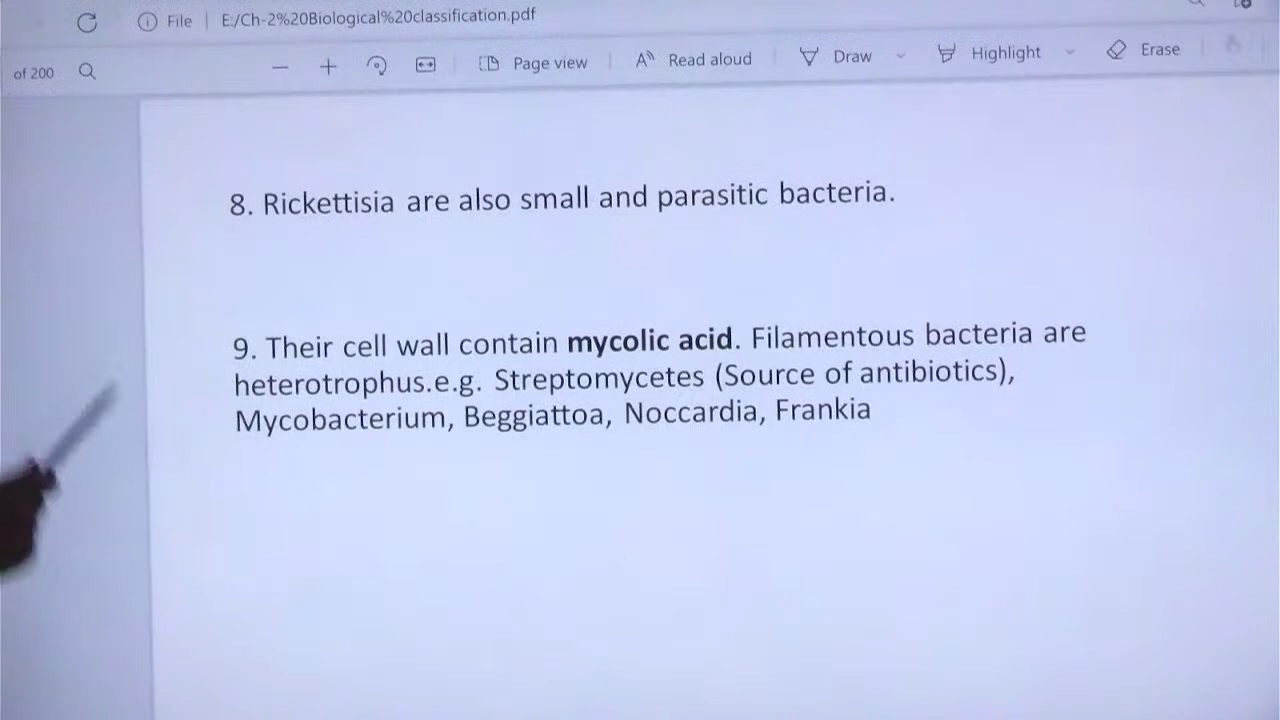 File | E:/Ch-2%20Biological%20classification.pdf
of 200 Page view Read aloud Draw Highlight Erase
8. Rickettisia are also small and parasitic bacteria.
9. Their cell wall contain mycolic acid. Filamentous bacteria are
heterotrophus.e.g. Streptomycetes (Source of antibiotics),
Mycobacterium, Beggiattoa, Noccardia, Frankia